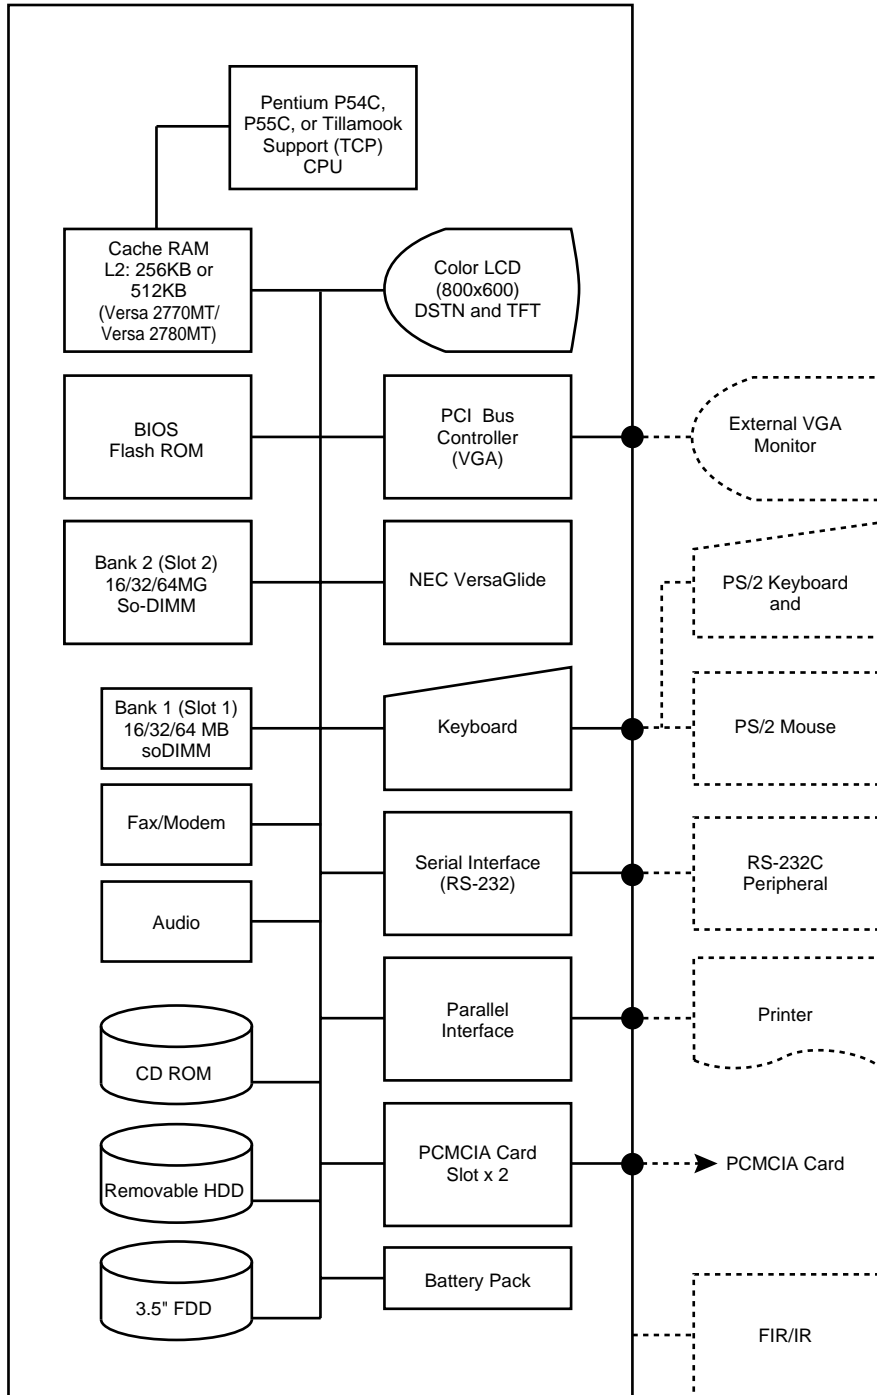 Pentium P54C,
P55C, or Tillamook
Support (TCP)
CPU
Cache RAM
L2: 256KB or
512KB
(Versa 2770MT/
Versa 2780MT)
Color LCD
(800x600)
DSTN and TFT
BIOS
Flash ROM
PCI Bus
Controller
(VGA)
External VGA
Monitor
Bank 2 (Slot 2)
16/32/64MG
So-DIMM
NEC VersaGlide
PS/2 Keyboard
and
Bank 1 (Slot 1)
16/32/64 MB
soDIMM
Keyboard
PS/2 Mouse
Fax/Modem
Serial Interface
(RS-232)
RS-232C
Peripheral
Audio
Parallel
Interface
Printer
CD ROM
PCMCIA Card
Slot x 2
PCMCIA Card
Removable HDD
Battery Pack
3.5" FDD
FIR/IR